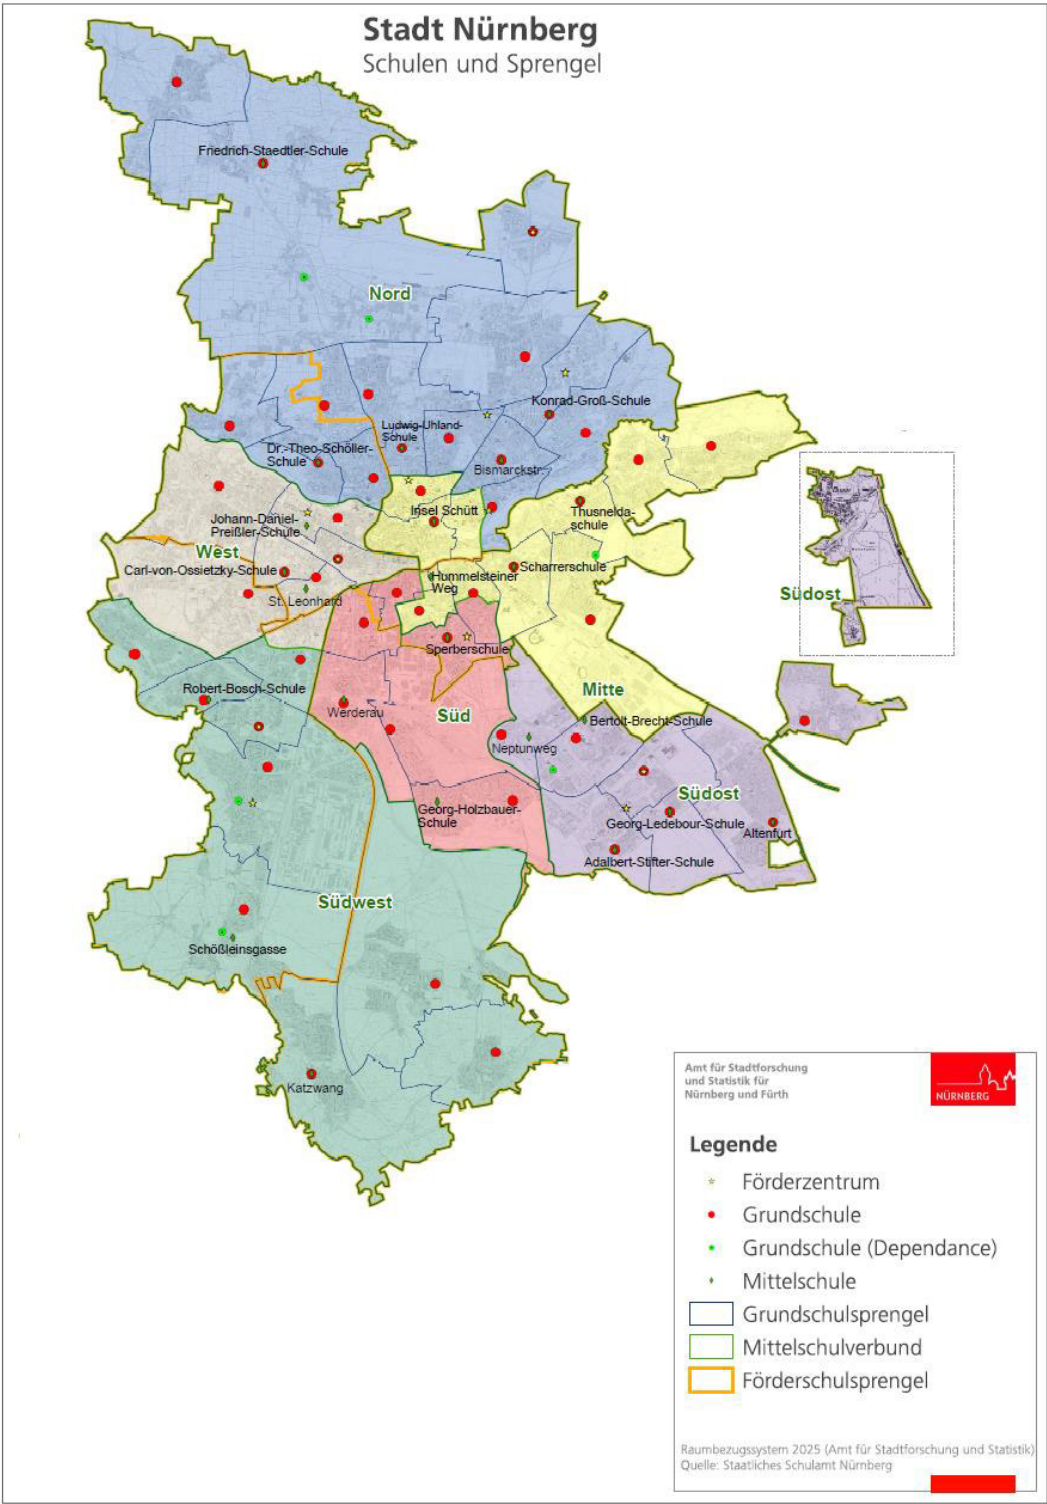 Stadt Nürnberg
Schulen und Sprengel
Friedrich-Staedtler-Schule
Nord
Konrad-Groß-Schule
Ludwig-Uhland-
Schule
Dr.-Theo-Schöller-
Schule
Bismarckstr.
Insel Schütt
Thusnelda-
schule
Johann-Daniel-
Preißler-Schule
West
Carl-von-Ossietzky-Schule
Scharrerschule
Hummelsteiner
Weg
St. Leonhard
Südost
Sperberschule
Robert-Bosch-Schule
Mitte
Werderau
Süd
Bertolt-Brecht-Schule
Neptunweg
Südost
Georg-Holzbauer-
Schule
Georg-Ledebour-Schule
Altenfurt
Adalbert-Stifter-Schule
Südwest
Schößleinsgasse
Katzwang
Amt für Stadtforschung
und Statistik für
Nürnberg und Fürth
NÜRNBERG
Legende
Förderzentrum
Grundschule
Grundschule (Dependance)
Mittelschule
Grundschulsprengel
Mittelschulverbund
Förderschulsprengel
Raumbezugssystem 2025 (Amt für Stadtforschung und Statistik)
Quelle: Staatliches Schulamt Nürnberg